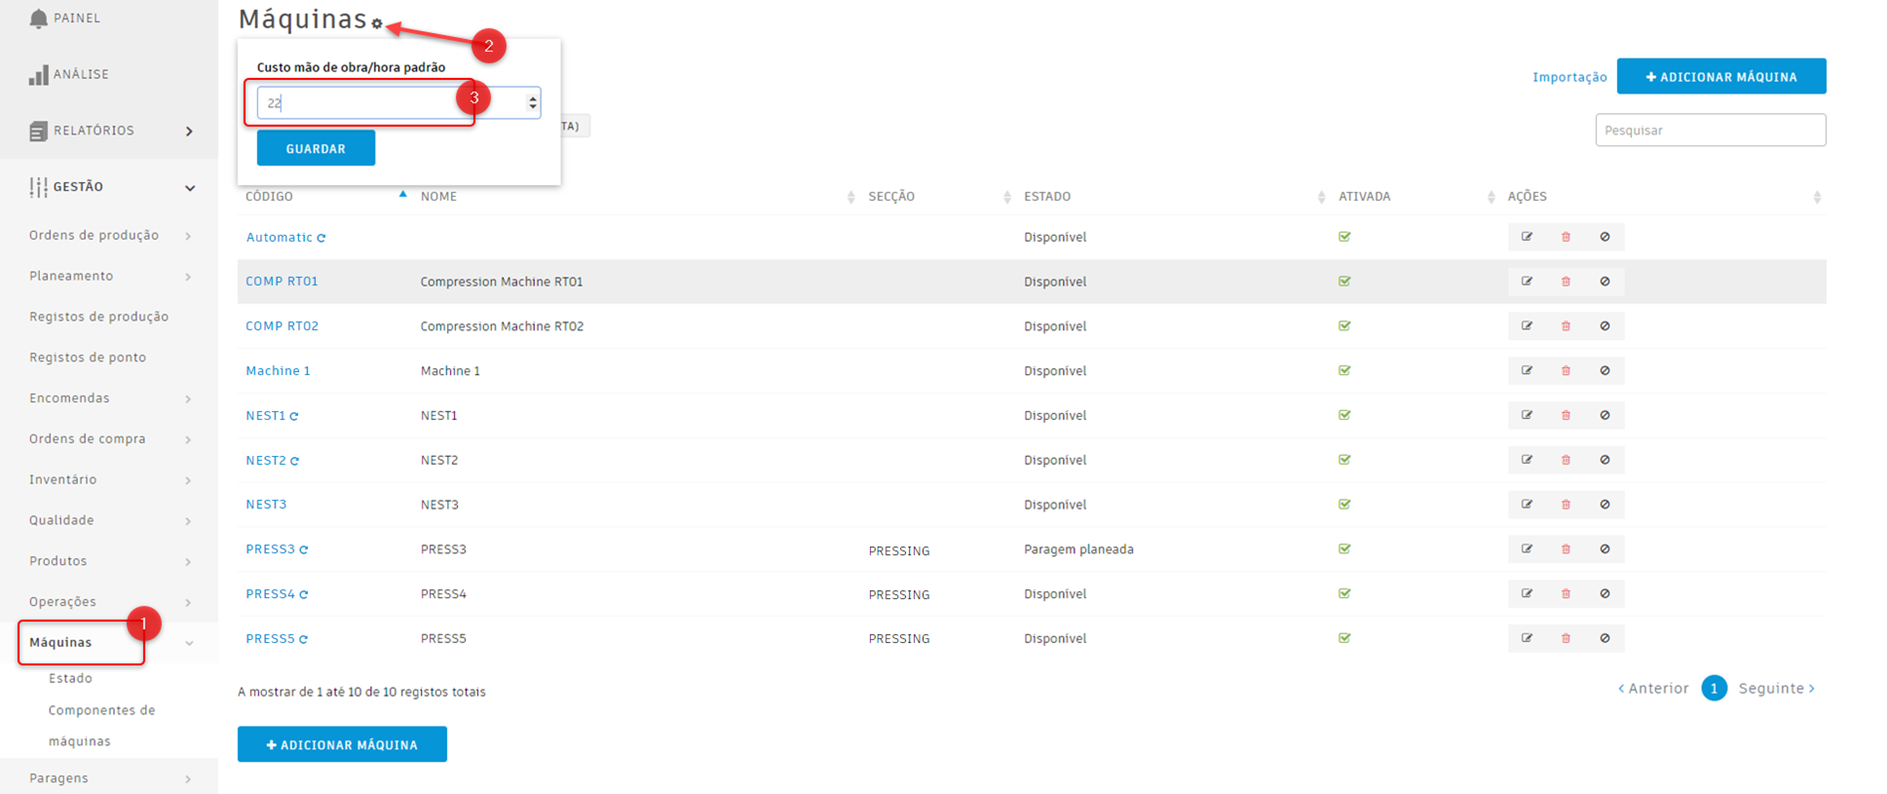 PAINEL
ANÁLISE
RELATÓRIOS
GESTÃO
Ordens de produção
Planeamento
Registos de produção
Registos de ponto
Encomendas
Ordens de compra
Inventário
Qualidade
Produtos
Operações
Máquinas
1
Estado
Componentes de
máquinas
Paragens
Máquinas
2
Custo mão de obra/hora padrão
22
3
GUARDAR
TA)
Importação
ADICIONAR MÁQUINA
Pesquisar
CÓDIGO NOME SECÇÃO ESTADO ATIVADA AÇÕES
Automatic Disponível
COMP RT01 Compression Machine RT01 Disponível
COMP RT02 Compression Machine RT02 Disponível
Machine 1 Machine 1 Disponível
NEST1 NEST1 Disponível
NEST2 NEST2 Disponível
NEST3 NEST3 Disponível
PRESS3 PRESS3 PRESSING Paragem planeada
PRESS4 PRESS4 PRESSING Disponível
PRESS5 PRESS5 PRESSING Disponível
A mostrar de 1 até 10 de 10 registos totais
Anterior 1 Seguinte
ADICIONAR MÁQUINA